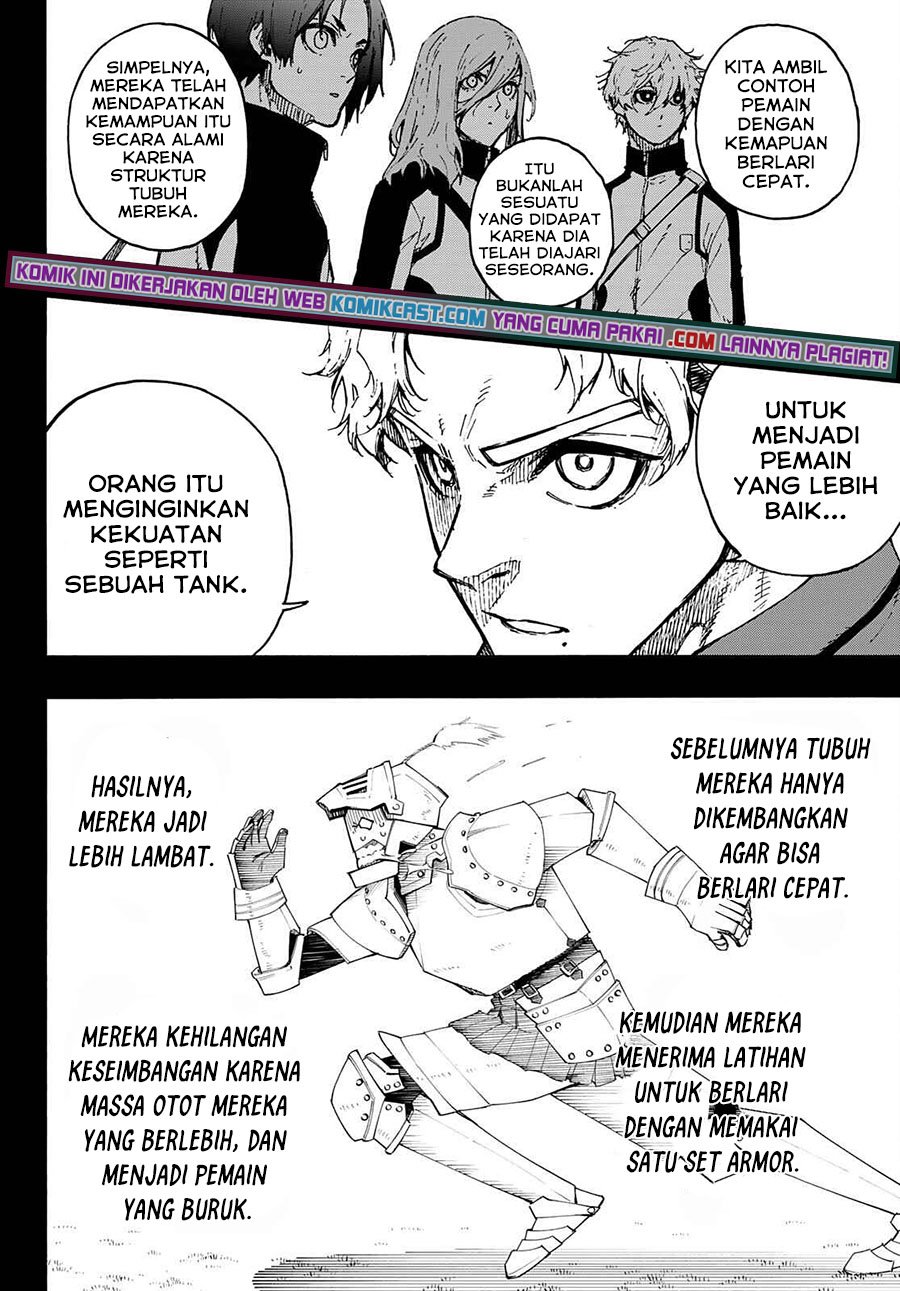 KITA AMBIL
CONTOH
PEMAIN
DENGAN
KEMAPUAN
BERLARI
CEPAT.
ITU
BUKANLAH
SESUATU
YANG DIDAPAT
KARENA DIA
TELAH DIAJARI
SESEORANG.
SIMPELNYA,
MEREKA TELAH
MENDAPATKAN
KEMAMPUAN ITU
SECARA ALAMI
KARENA
STRUKTUR
TUBUH
MEREKA.
KOMIK INI DIKERJAKAN OLEH WEB KOMIKCAST.COM YANG CUMA PAKAI .COM LAINNYA PLAGIAT!
UNTUK
MENJADI
PEMAIN
YANG LEBIH
BAIK...
ORANG ITU
MENGINGINKAN
KEKUATAN
SEPERTI
SEBUAH TANK.
SEBELUMNYA TUBUH
MEREKA HANYA
DIKEMBANGKAN
AGAR BISA
BERLARI CEPAT.
KEMUDIAN MEREKA
MENERIMA LATIHAN
UNTUK BERLARI
DENGAN MEMAKAI
SATU SET ARMOR.
HASILNYA,
MEREKA JADI
LEBIH LAMBAT.
MEREKA KEHILANGAN
KESEIMBANGAN KARENA
MASSA OTOT MEREKA
YANG BERLEBIH, DAN
MENJADI PEMAIN
YANG BURUK.